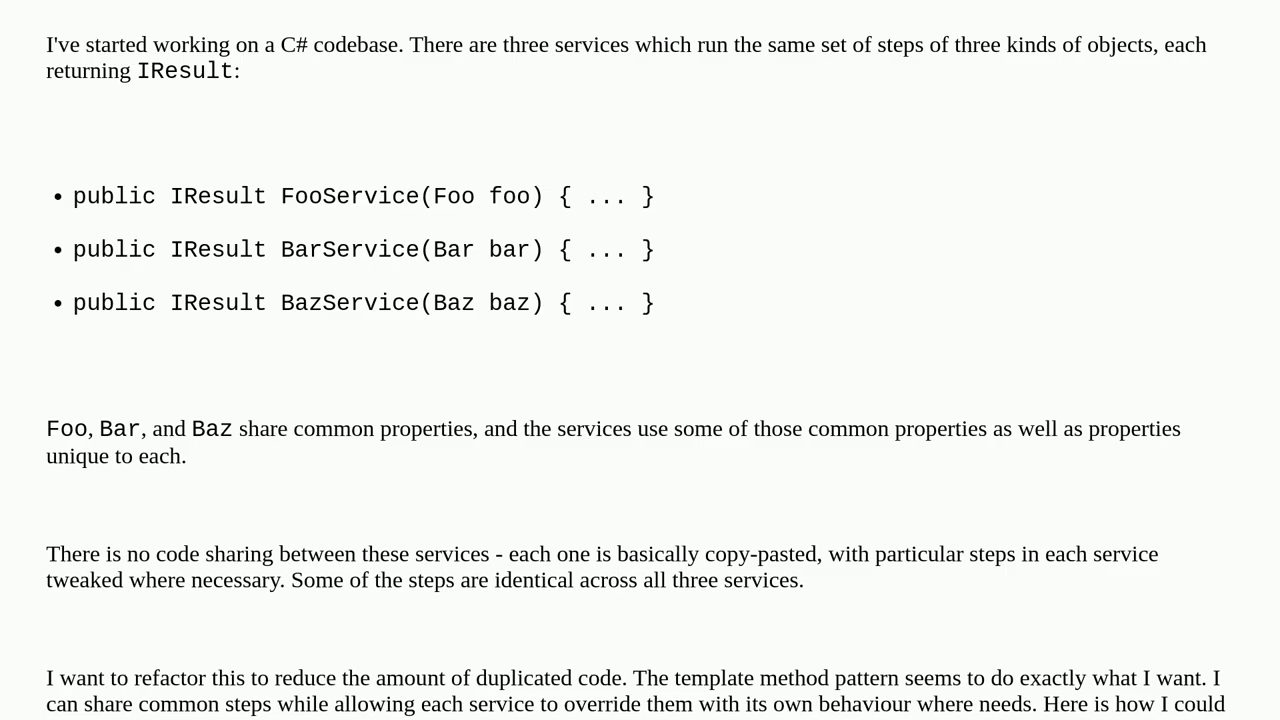 I've started working on a C# codebase. There are three services which run the same set of steps of three kinds of objects, each
returning IResult:
• public IResult FooService(Foo foo) { ... }
• public IResult BarService(Bar bar) { ... }
• public IResult BazService(Baz baz) { ... }
Foo, Bar, and Baz share common properties, and the services use some of those common properties as well as properties
unique to each.
There is no code sharing between these services - each one is basically copy-pasted, with particular steps in each service
tweaked where necessary. Some of the steps are identical across all three services.
I want to refactor this to reduce the amount of duplicated code. The template method pattern seems to do exactly what I want. I
can share common steps while allowing each service to override them with its own behaviour where needs. Here is how I could